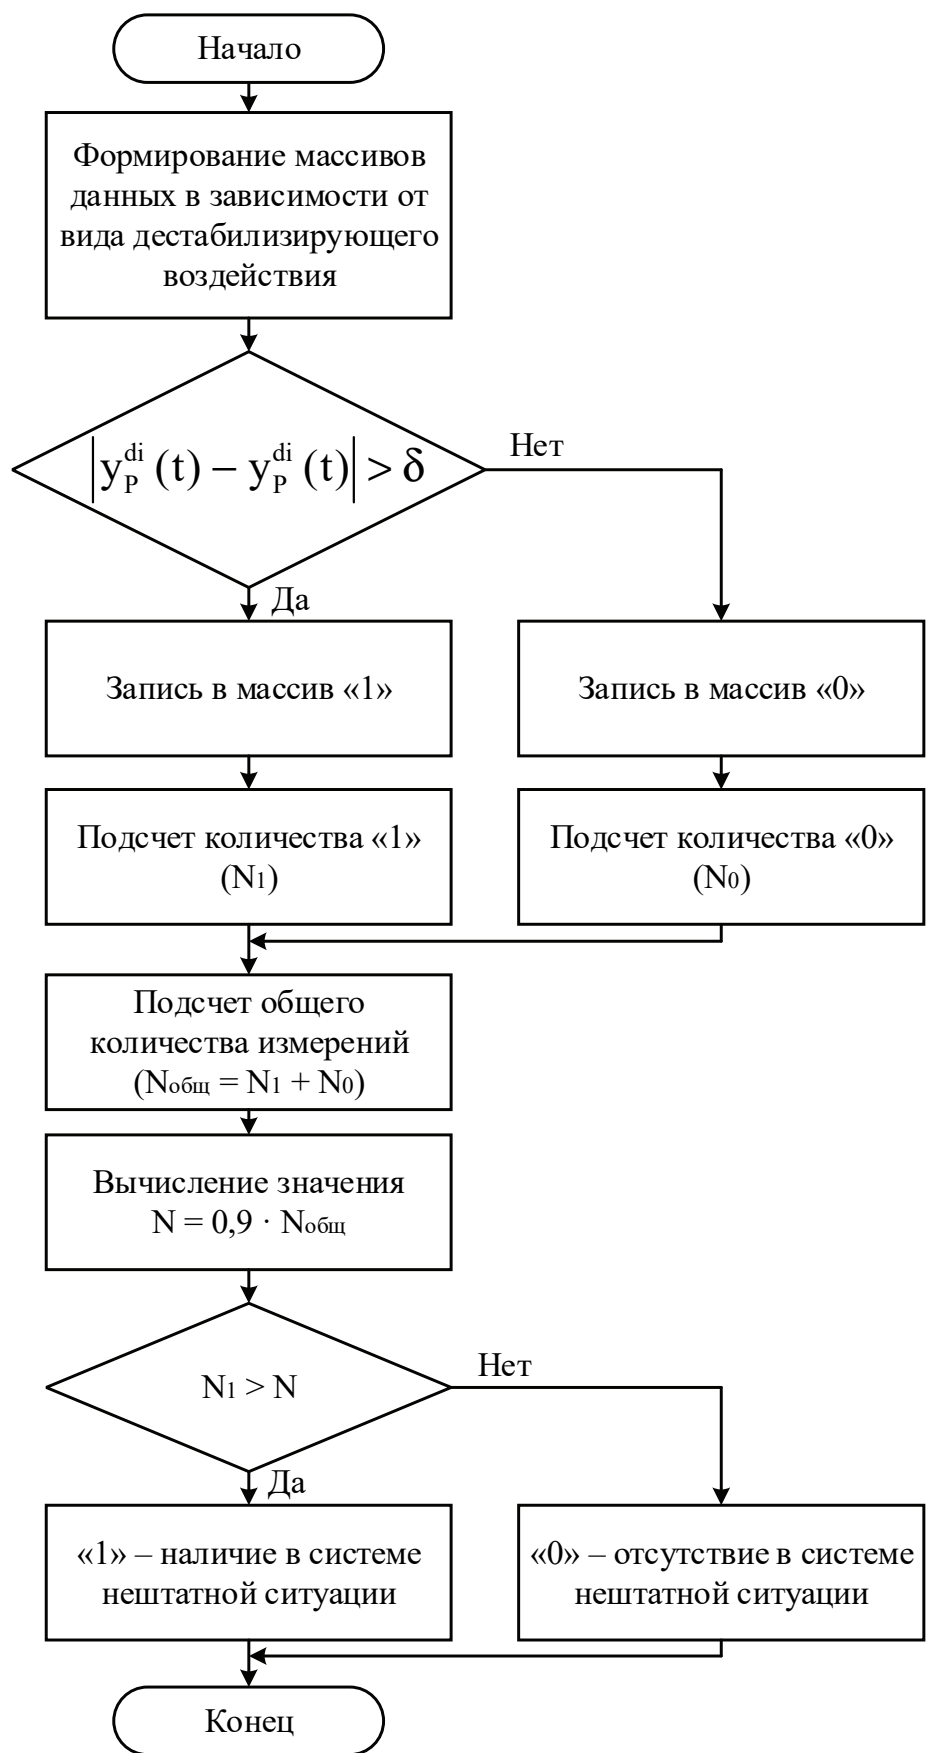 Начало
Формирование массивов
данных в зависимости от
вида дестабилизирующего
воздействия
|y_P^di (t) − y_P^di (t)| > δ
Нет
Да
Запись в массив «1»
Запись в массив «0»
Подсчет количества «1»
(N1)
Подсчет количества «0»
(N0)
Подсчет общего
количества измерений
(Nобщ = N1 + N0)
Вычисление значения
N = 0,9 · Nобщ
N1 > N
Нет
Да
«1» – наличие в системе
нештатной ситуации
«0» – отсутствие в системе
нештатной ситуации
Конец